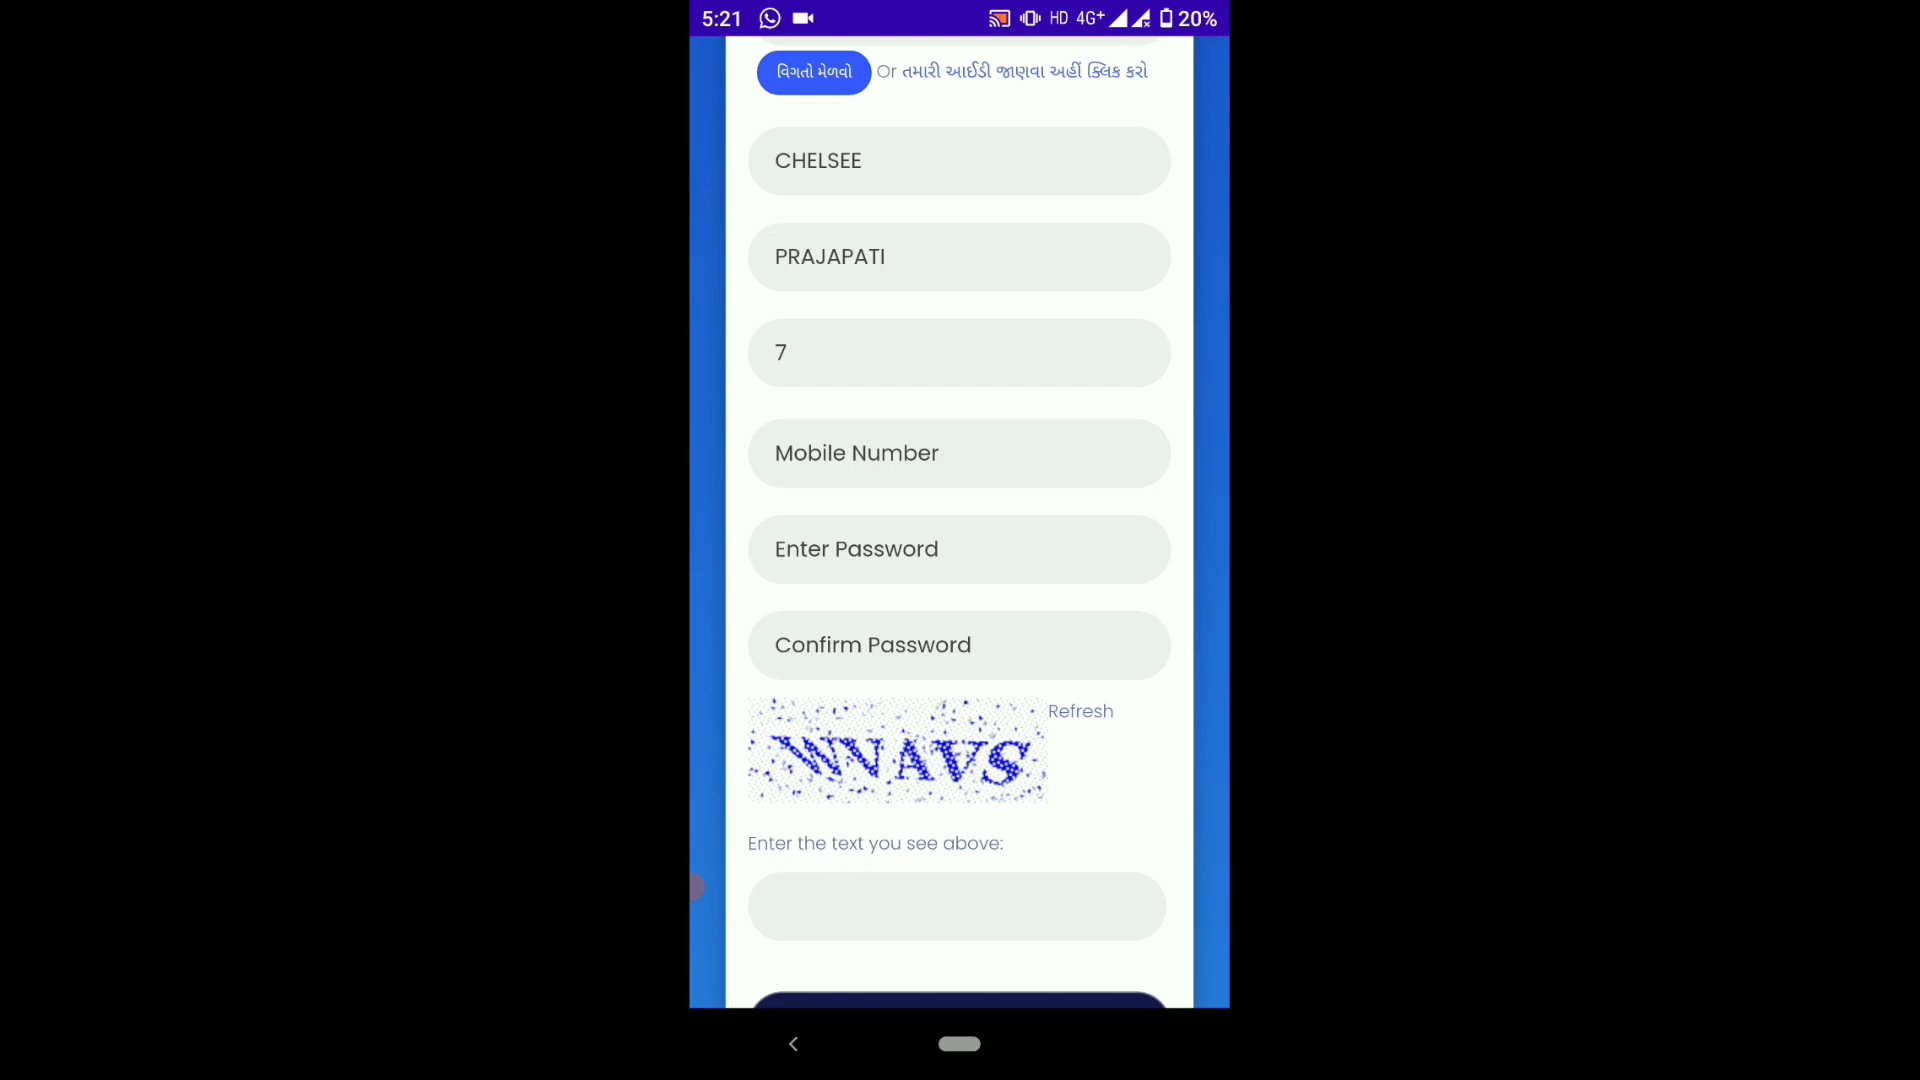 5:21 HD 4G+ 20%
વિગતો મેળવો Or તમારી આઈડી જાણવા અહીં ક્લિક કરો
CHELSEE
PRAJAPATI
7
Mobile Number
Enter Password
Confirm Password
Refresh
Enter the text you see above: